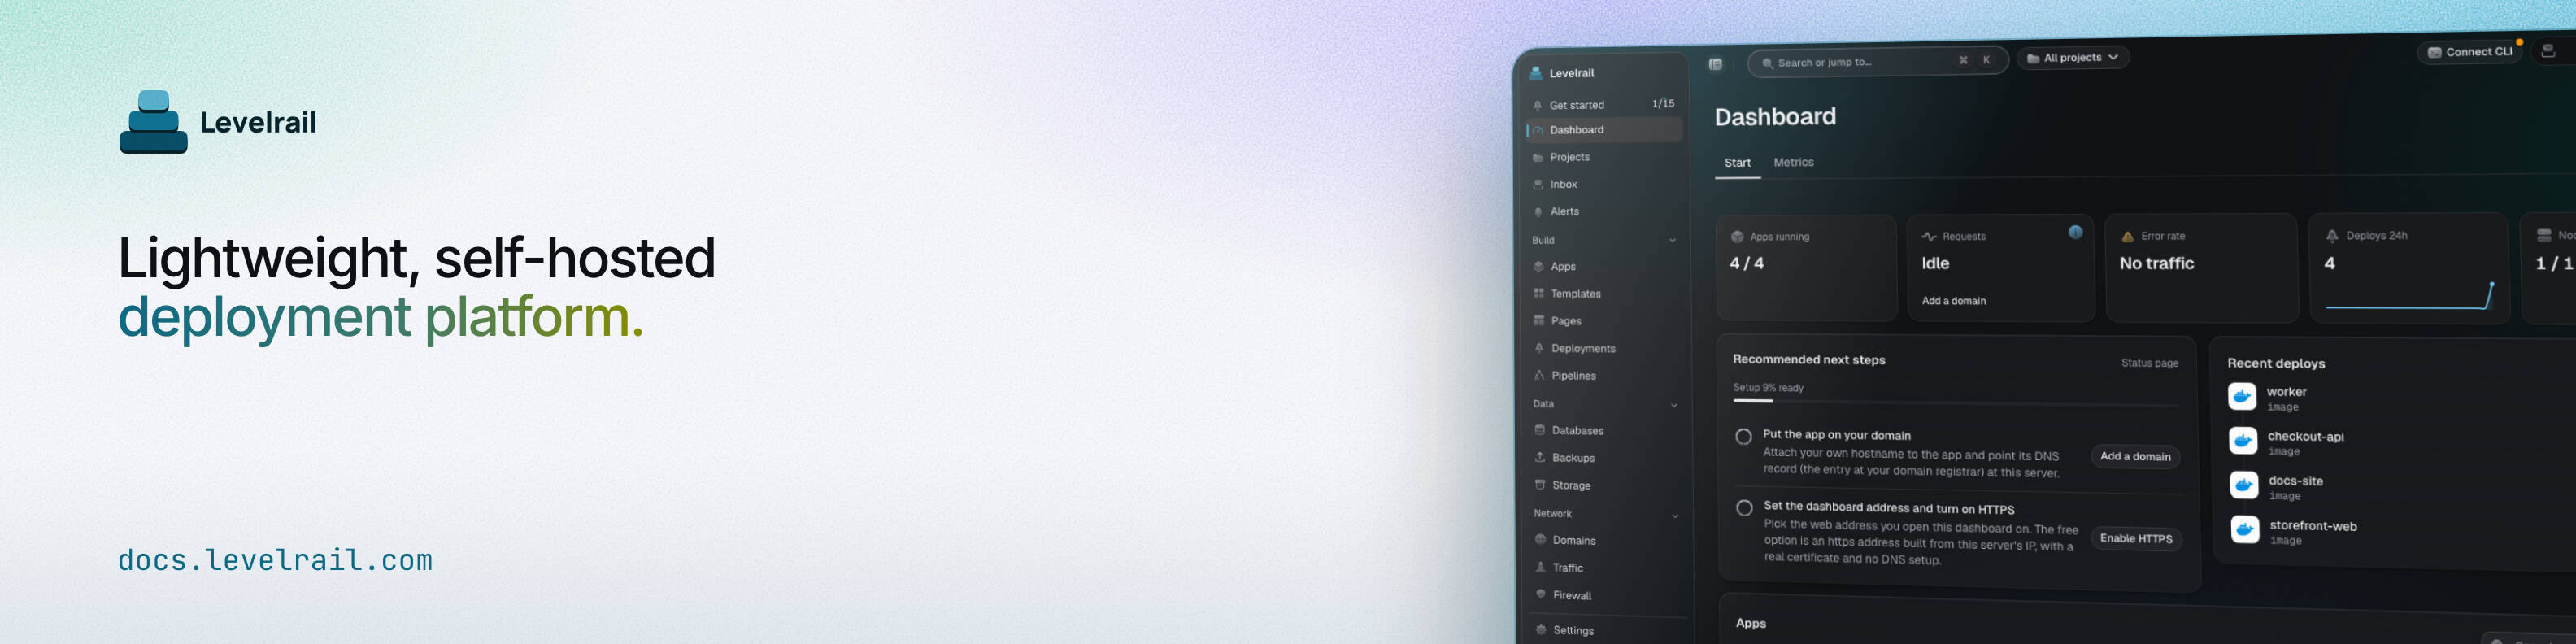 Levelrail
Lightweight, self-hosted
deployment platform.
docs.levelrail.com
Levelrail
Get started 1/15
Dashboard
Projects
Inbox
Alerts
Build
Apps
Templates
Pages
Deployments
Pipelines
Data
Databases
Backups
Storage
Network
Domains
Traffic
Firewall
Settings
Search or jump to... ⌘ K
All projects
Connect CLI
Dashboard
Start Metrics
Apps running
4 / 4
Requests
Idle
Add a domain
Error rate
No traffic
Deploys 24h
4
1 / 1
Recommended next steps
Status page
Setup 9% ready
Put the app on your domain
Attach your own hostname to the app and point its DNS
record (the entry at your domain registrar) at this server.
Add a domain
Set the dashboard address and turn on HTTPS
Pick the web address you open this dashboard on. The free
option is an https address built from this server's IP, with a
real certificate and no DNS setup.
Enable HTTPS
Recent deploys
worker
image
checkout-api
image
docs-site
image
storefront-web
image
Apps